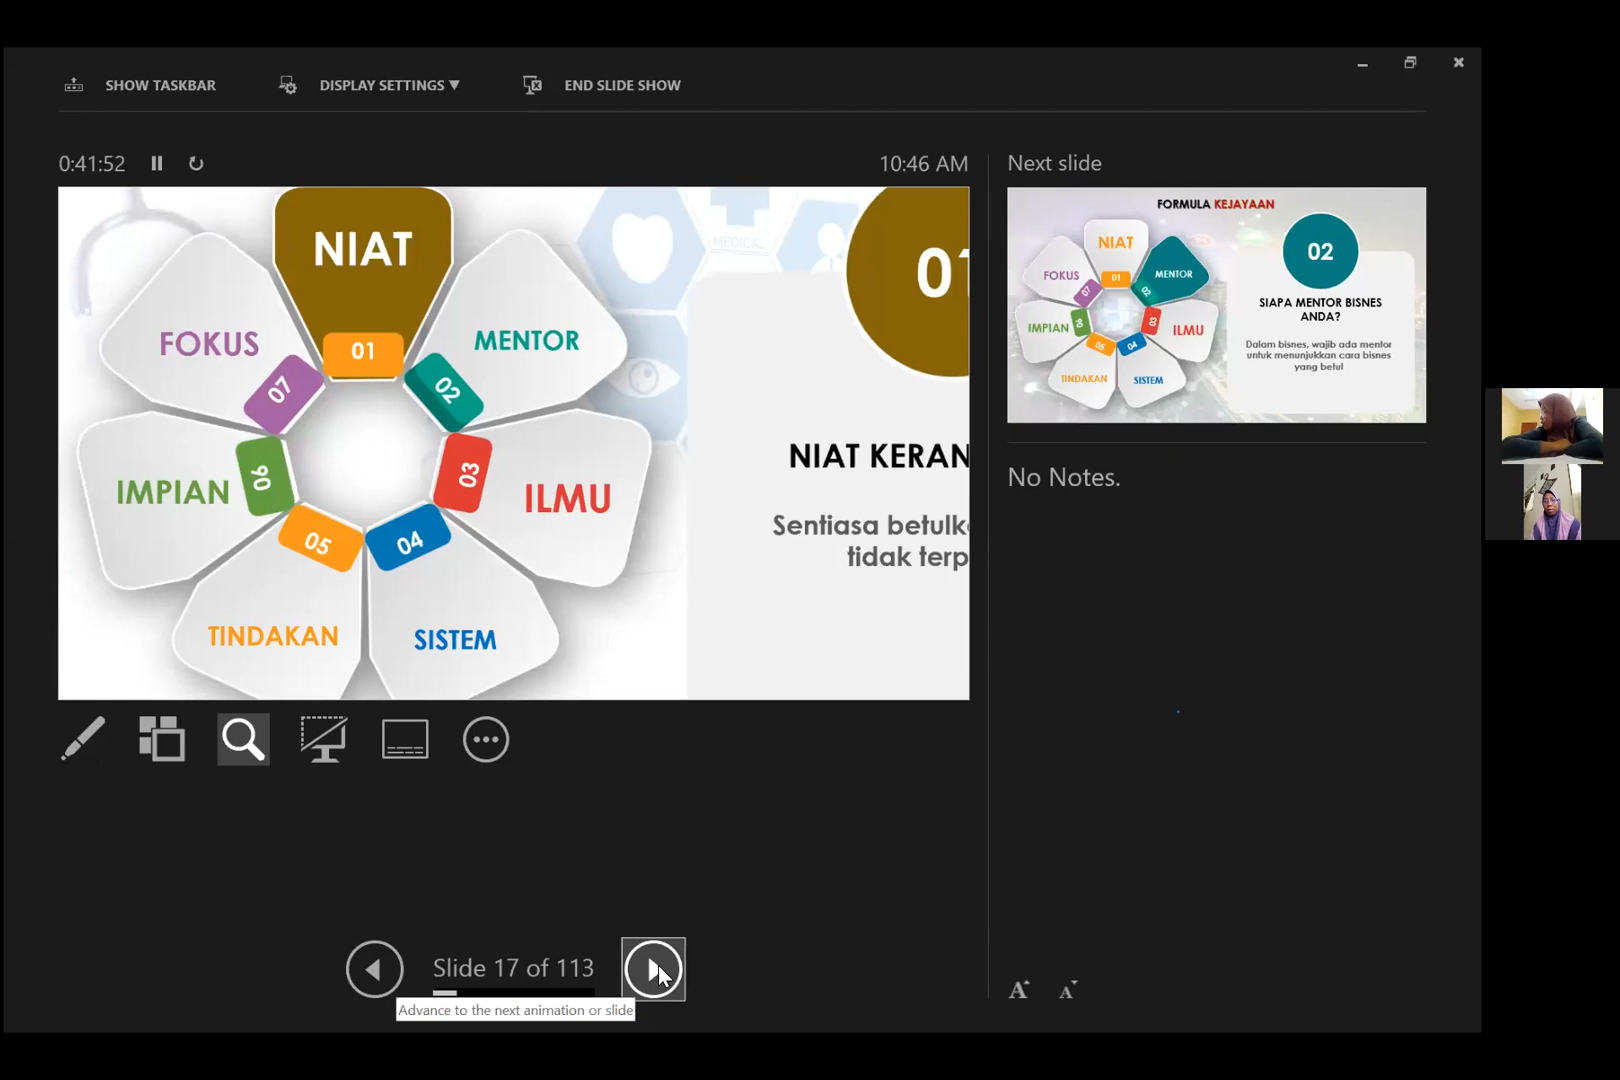 SHOW TASKBAR
DISPLAY SETTINGS ▼
END SLIDE SHOW
0:41:52
10:46 AM
Next slide
NIAT
01
FOKUS
07
MENTOR
02
IMPIAN
06
ILMU
03
TINDAKAN
05
SISTEM
04
MEDICAL
01
NIAT KERAN
Sentiasa betulk
tidak terp
FORMULA KEJAYAAN
NIAT
01
FOKUS
07
MENTOR
02
IMPIAN
06
ILMU
03
TINDAKAN
05
SISTEM
04
02
SIAPA MENTOR BISNES
ANDA?
Dalam bisnes, wajib ada mentor
untuk menunjukkan cara bisnes
yang betul
No Notes.
Slide 17 of 113
Advance to the next animation or slide
A A